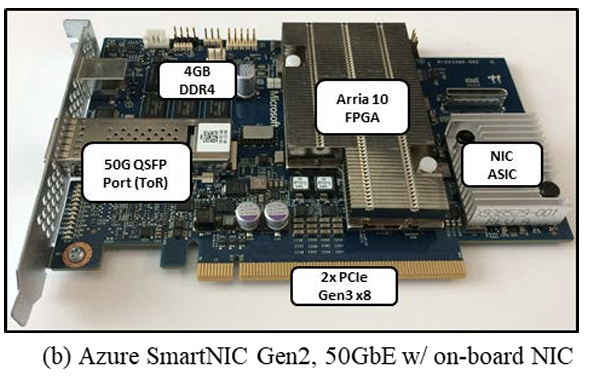 4GB
DDR4
Arria 10
FPGA
Microsoft
50G QSFP
Port (ToR)
NIC
ASIC
2x PCIe
Gen3 x8
(b) Azure SmartNIC Gen2, 50GbE w/ on-board NIC